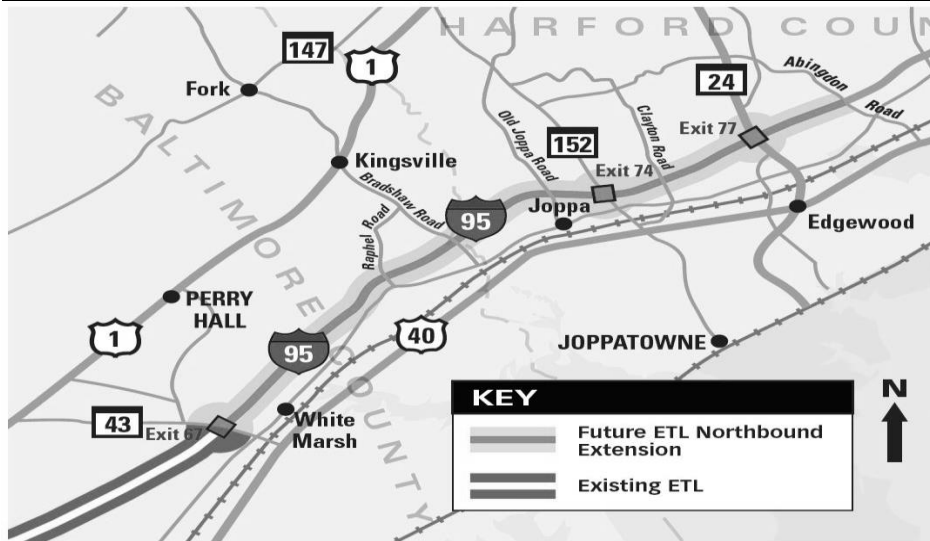 HARFORD COUN
147
1
Fork
24
Abingdon
Road
Old Joppa Road
Clayton Road
Exit 77
152
Kingsville
Exit 74
Bradshaw Road
95
Joppa
Raphel Road
Edgewood
BALTIMORE COUNTY
PERRY
HALL
1
95
40
JOPPATOWNE
43
Exit 67
White
Marsh
KEY
N
Future ETL Northbound
Extension
Existing ETL